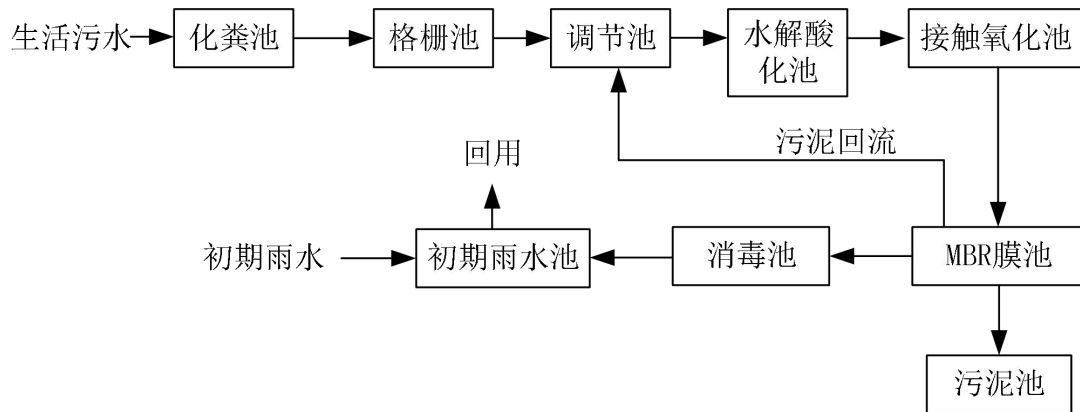 生活污水
化粪池
格栅池
调节池
水解酸
化池
接触氧化池
污泥回流
回用
初期雨水
初期雨水池
消毒池
MBR膜池
污泥池